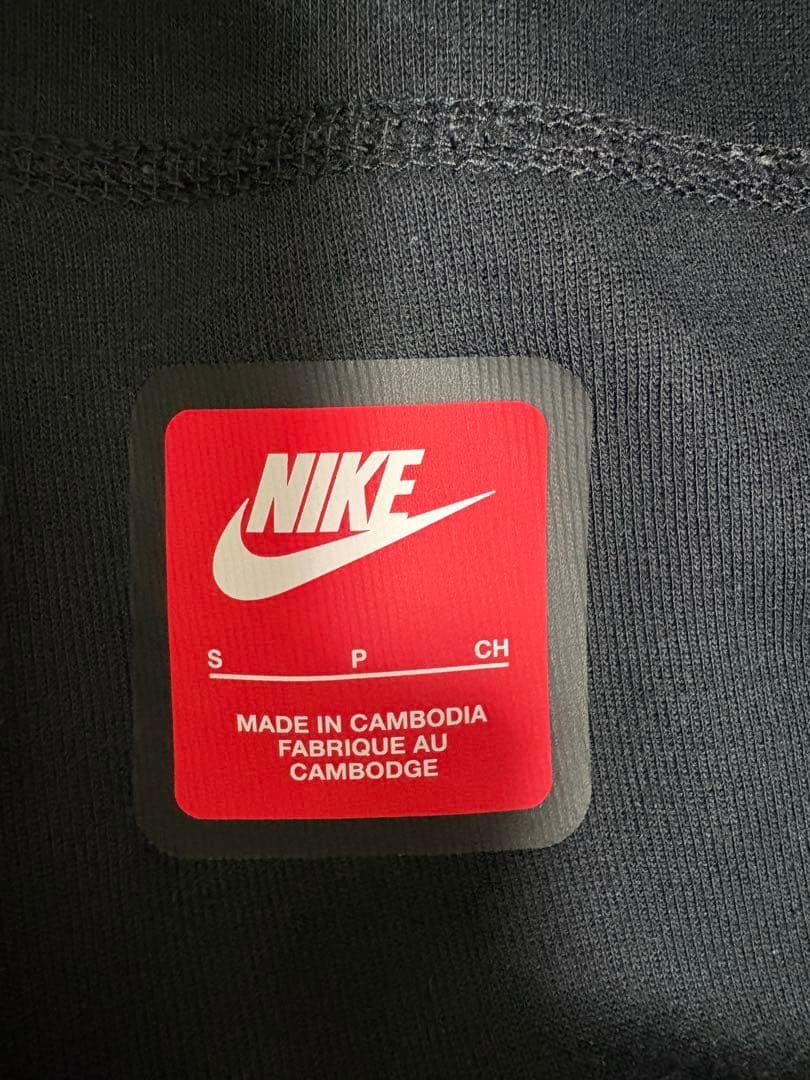 NIKE
S P CH
MADE IN CAMBODIA
FABRIQUE AU
CAMBODGE